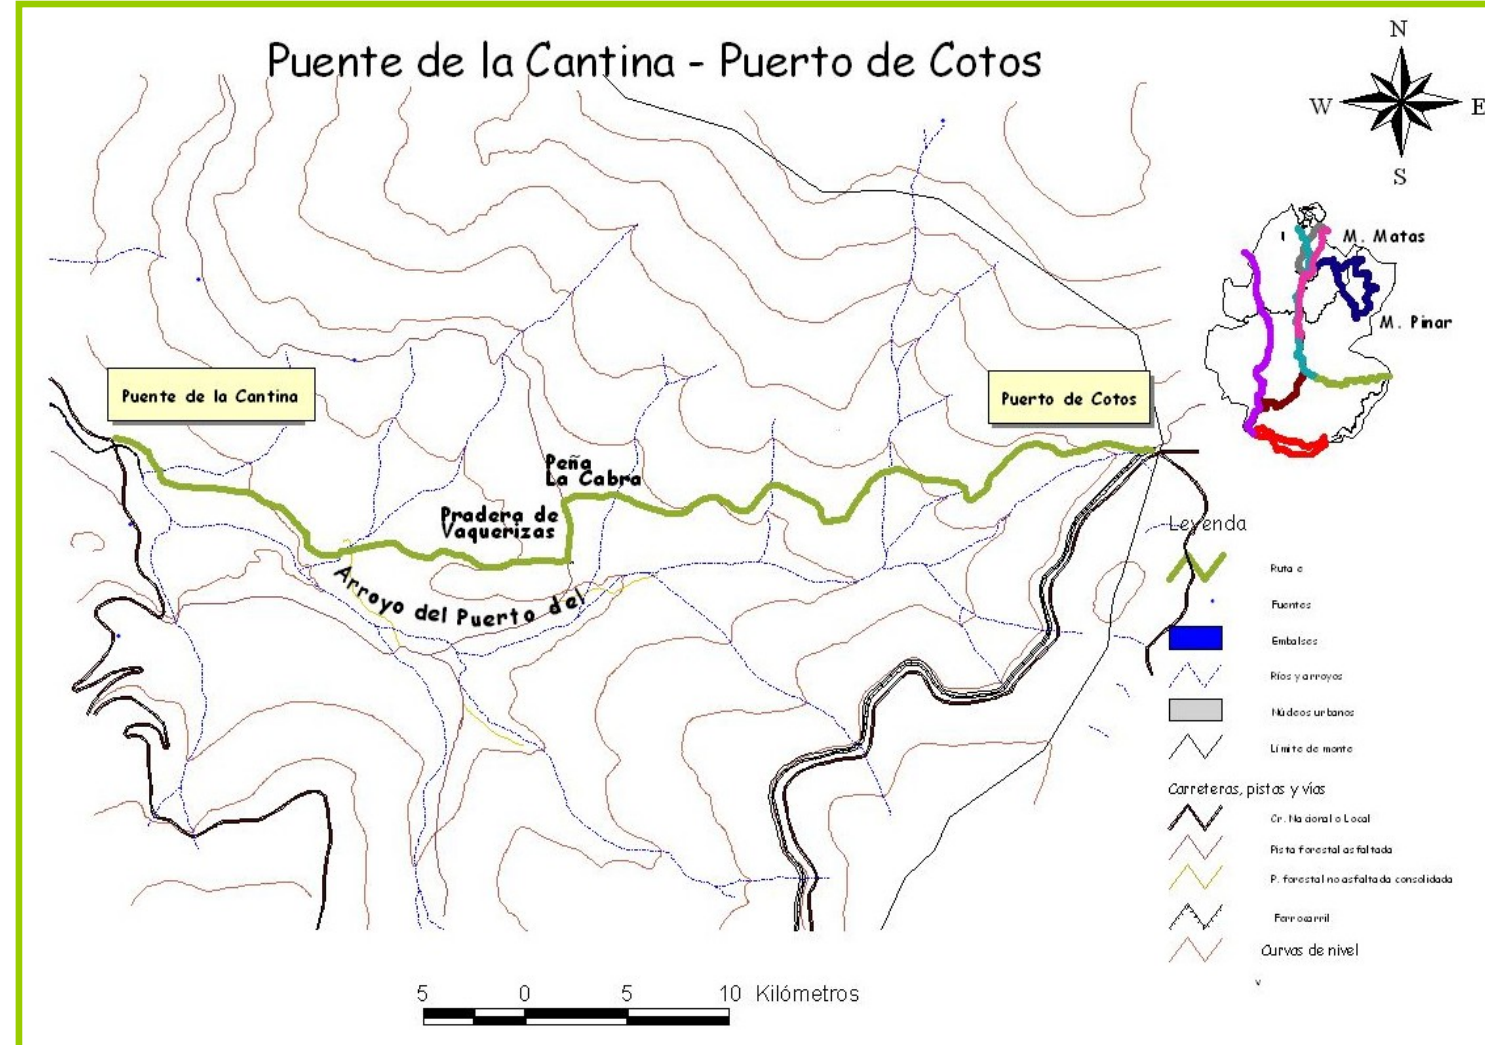 Puente de la Cantina - Puerto de Cotos
N
W
E
S
M. Matas
M. Pinar
Puente de la Cantina
Puerto de Cotos
Peña
La Cabra
Pradera de
Vaquerizas
Arroyo del Puerto del
Leyenda
Ruta e
Fuentes
Embalses
Ríos y arroyos
Núcleos urbanos
Límite de monte
Carreteras, pistas y vías
Cr. Nacional o Local
Pista forestal asfaltada
P. forestal no asfaltada consolidada
Ferrocarril
Curvas de nivel
v
5 0 5 10 Kilómetros